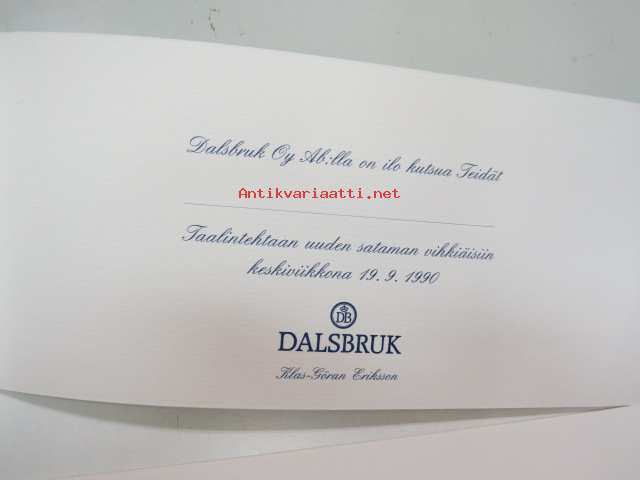 Dalsbruk Oy Ab:lla on ilo kutsua Teidät
Antikvariaatti.net
Taalintehtaan uuden sataman vihkiäisiin
keskiviikkona 19.9.1990
DB
DALSBRUK
Klas-Göran Eriksson